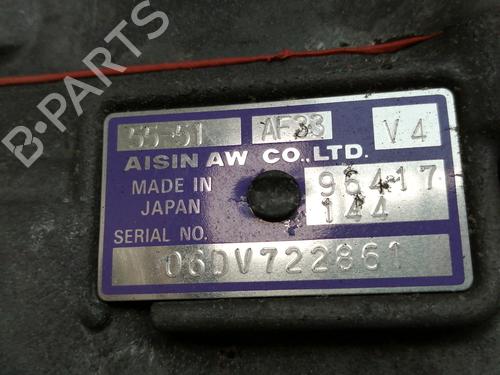 55-51 AF33 V4
AISIN AW CO.,LTD.
MADE IN
JAPAN
96417
144
SERIAL NO.
06DV722861
B-PARTS